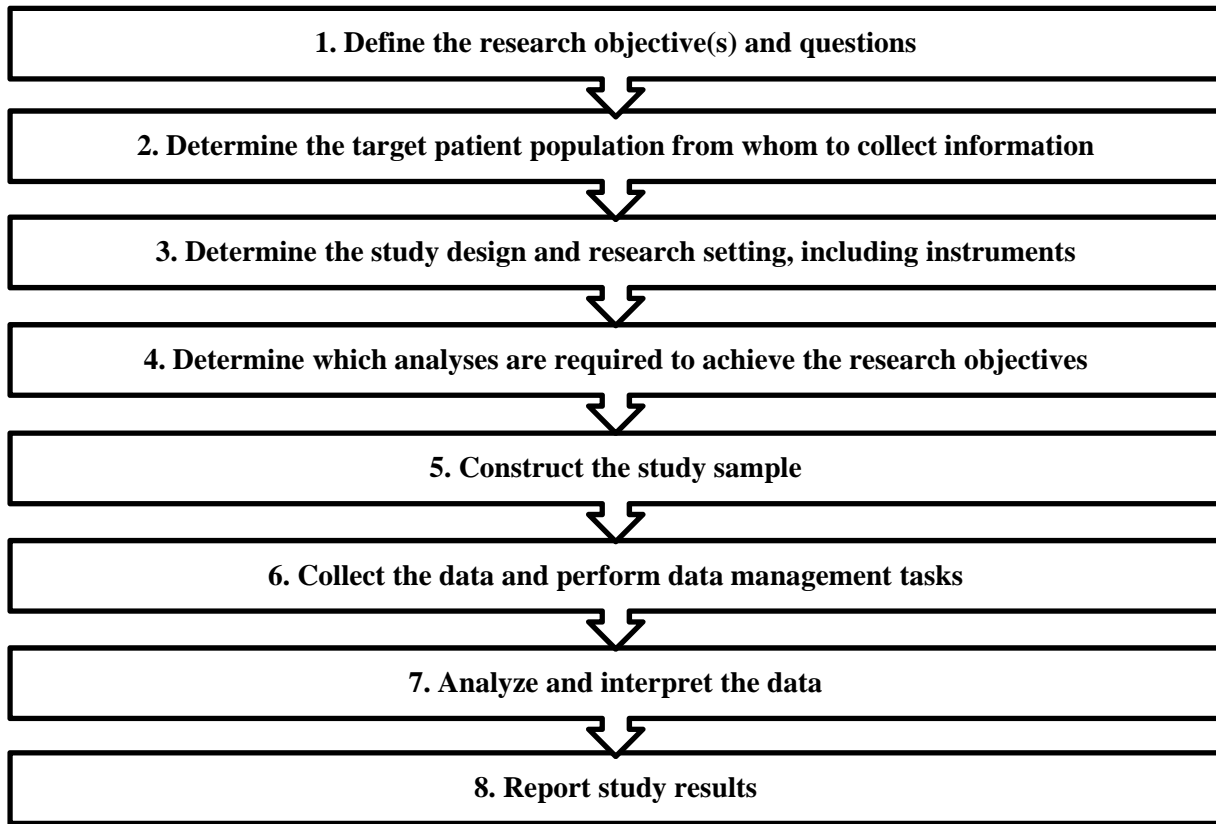 1. Define the research objective(s) and questions
2. Determine the target patient population from whom to collect information
3. Determine the study design and research setting, including instruments
4. Determine which analyses are required to achieve the research objectives
5. Construct the study sample
6. Collect the data and perform data management tasks
7. Analyze and interpret the data
8. Report study results